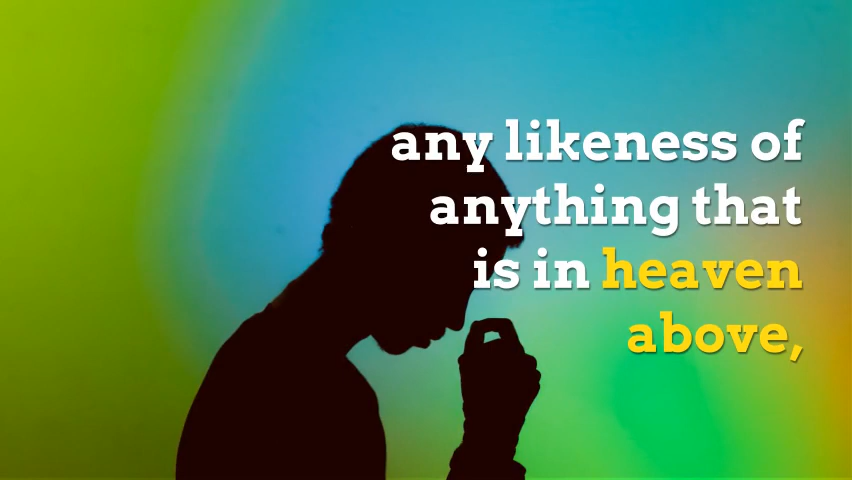 any likeness of
anything that
is in heaven
above,